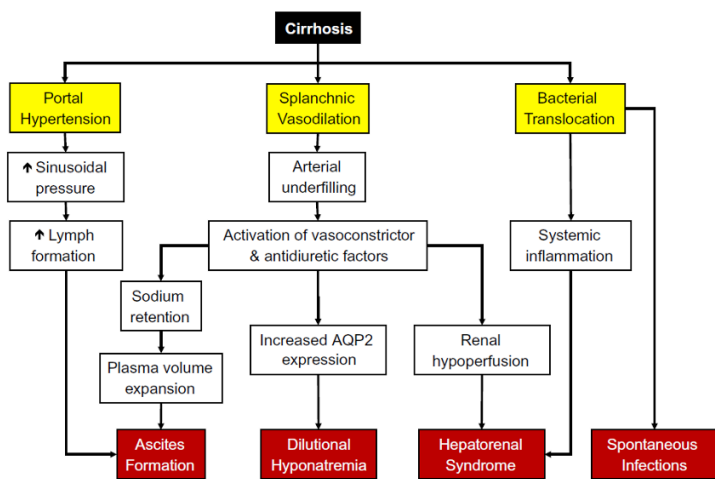 Cirrhosis
Portal
Hypertension
Splanchnic
Vasodilation
Bacterial
Translocation
↑ Sinusoidal
pressure
Arterial
underfilling
↑ Lymph
formation
Activation of vasoconstrictor
& antidiuretic factors
Systemic
inflammation
Sodium
retention
Increased AQP2
expression
Renal
hypoperfusion
Plasma volume
expansion
Ascites
Formation
Dilutional
Hyponatremia
Hepatorenal
Syndrome
Spontaneous
Infections